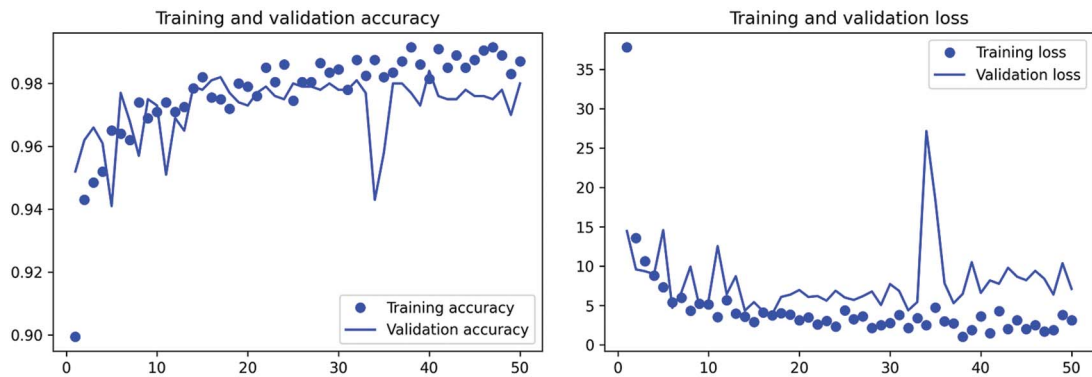 Training and validation accuracy
0.98
0.96
0.94
0.92
0.90
Training accuracy
Validation accuracy
0 10 20 30 40 50
Training and validation loss
35
30
25
20
15
10
5
0
Training loss
Validation loss
0 10 20 30 40 50